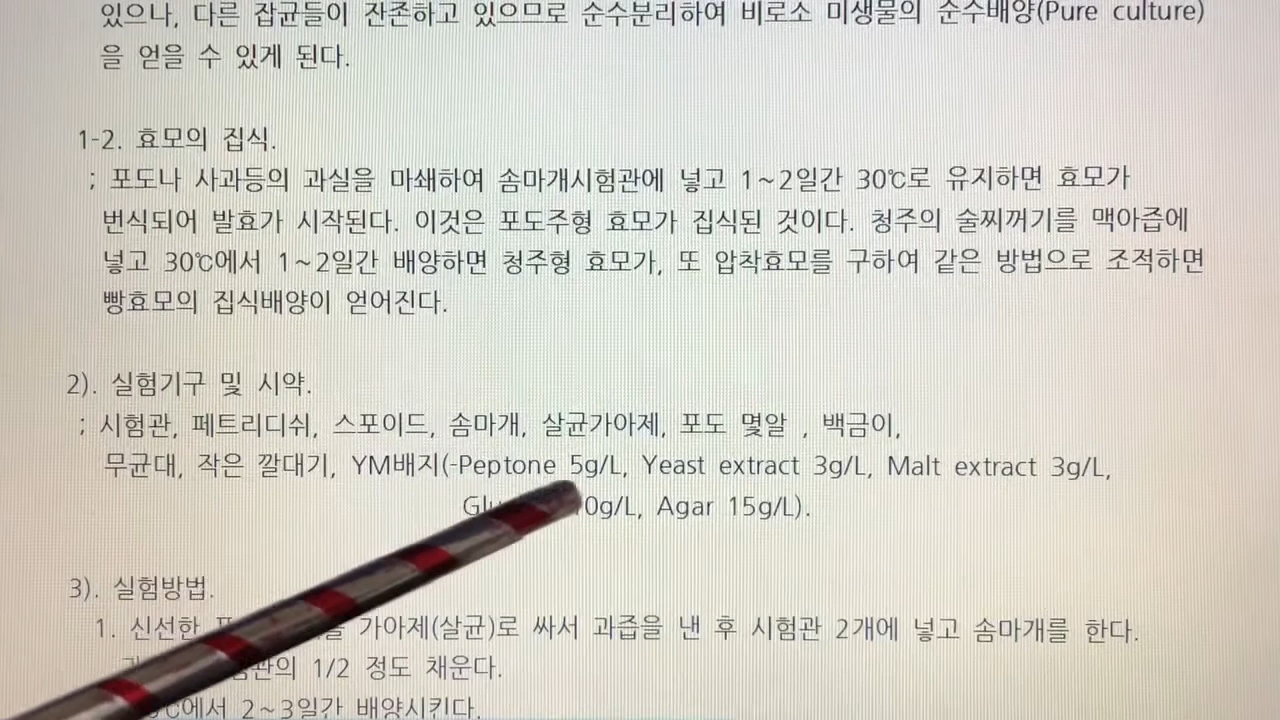 있으나, 다른 잡균들이 잔존하고 있으므로 순수분리하여 비로소 미생물의 순수배양(Pure culture)
을 얻을 수 있게 된다.
1-2. 효모의 집식.
; 포도나 사과등의 과실을 마쇄하여 솜마개시험관에 넣고 1~2일간 30℃로 유지하면 효모가
번식되어 발효가 시작된다. 이것은 포도주형 효모가 집식된 것이다. 청주의 술찌꺼기를 맥아즙에
넣고 30℃에서 1~2일간 배양하면 청주형 효모가, 또 압착효모를 구하여 같은 방법으로 조적하면
빵효모의 집식배양이 얻어진다.
2). 실험기구 및 시약.
; 시험관, 페트리디쉬, 스포이드, 솜마개, 살균가아제, 포도 몇알 , 백금이,
무균대, 작은 깔대기, YM배지(-Peptone 5g/L, Yeast extract 3g/L, Malt extract 3g/L,
0g/L, Agar 15g/L).
3). 실험방법.
1. 신선한 가아제(살균)로 싸서 과즙을 낸 후 시험관 2개에 넣고 솜마개를 한다.
1/2 정도 채운다.
℃에서 2~3일간 배양시킨다.